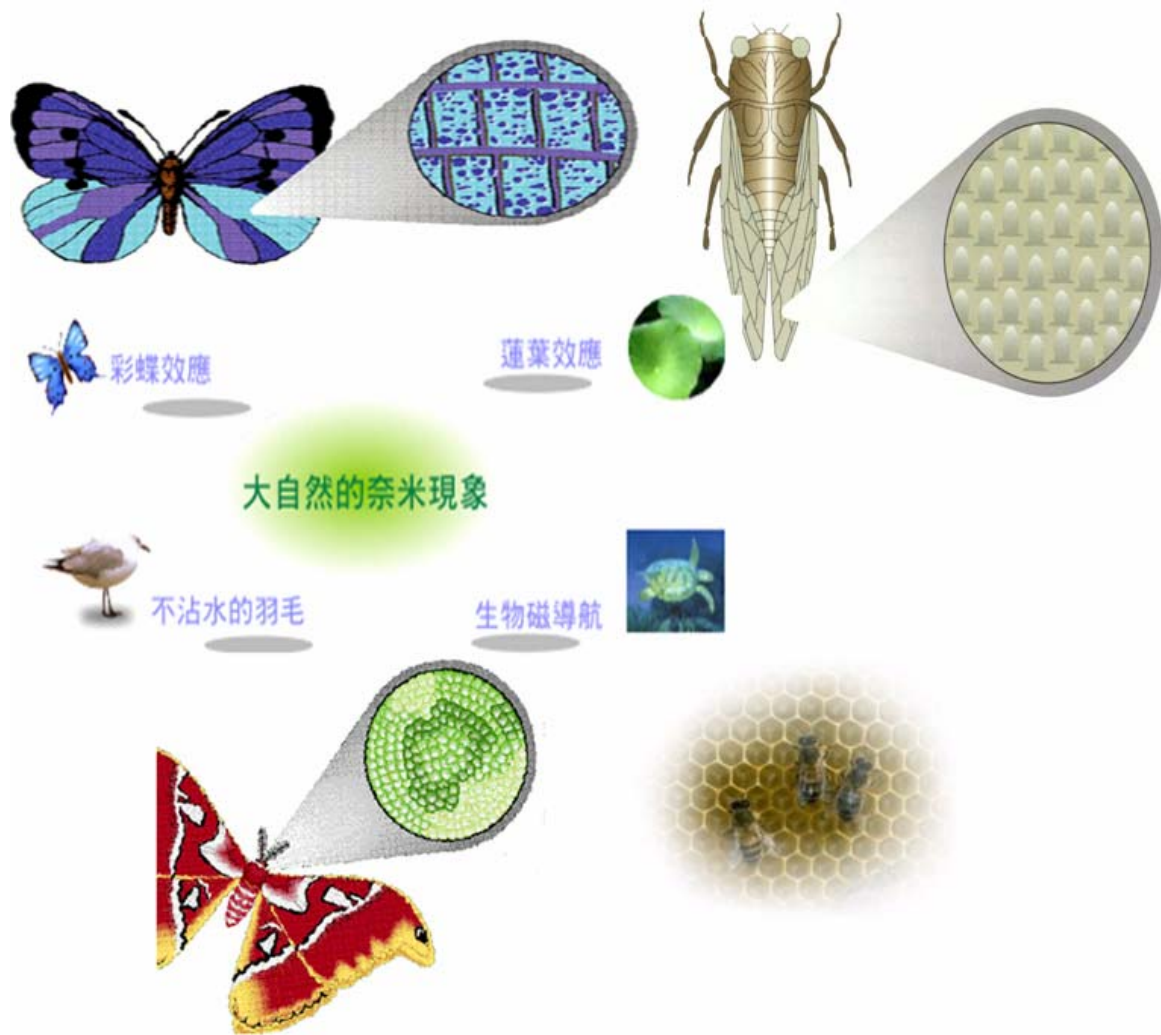 彩蝶效應
蓮葉效應
大自然的奈米現象
不沾水的羽毛
生物磁導航